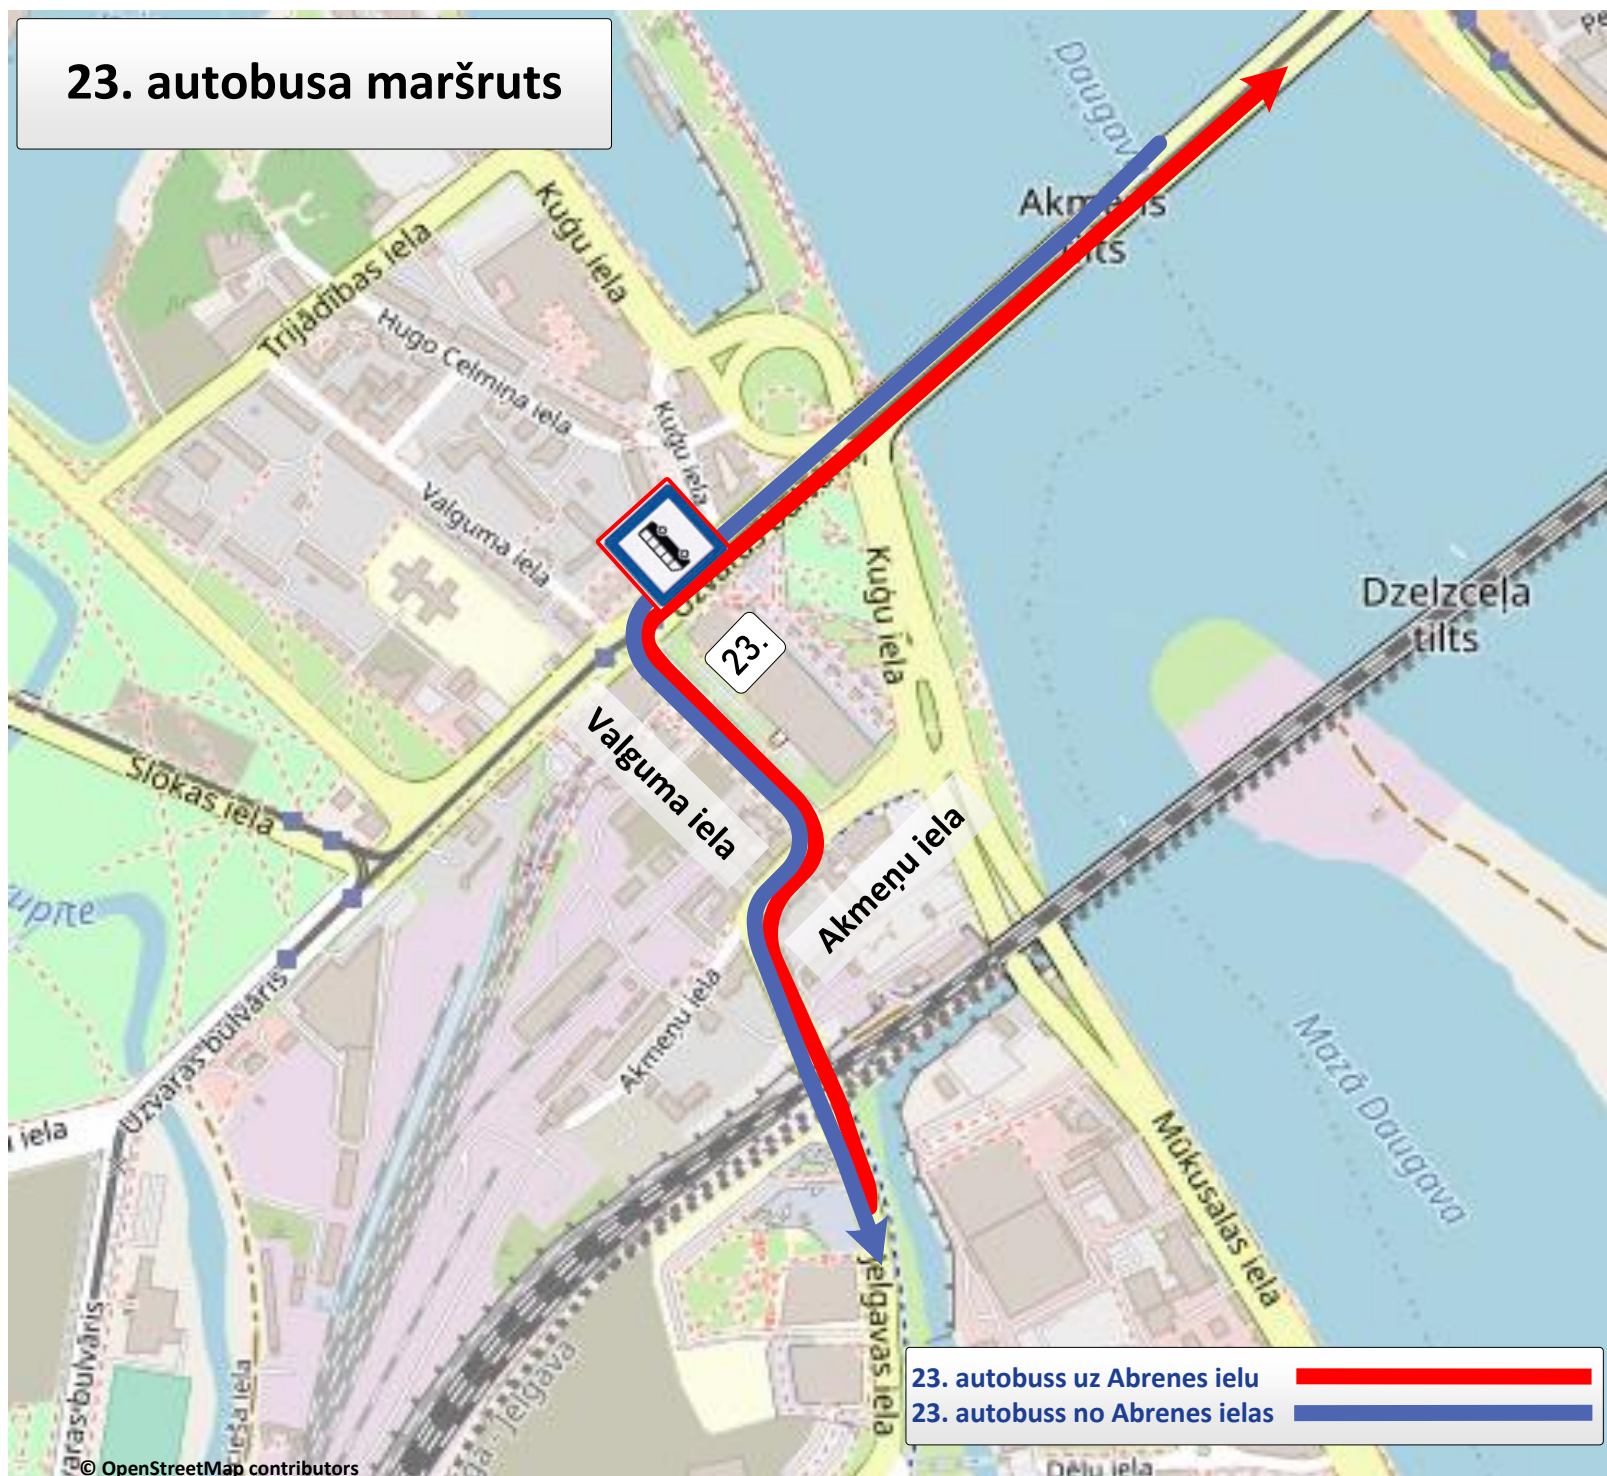 23. autobusa maršruts
Daugava
Akmens
tilts
Kuģu iela
Trijādības iela
Hugo Celmiņa iela
Kuģu iela
Valguma iela
Kuģu iela
Dzelzceļa
tilts
23.
Valguma iela
Slokas iela
Akmeņu iela
upīte
Uzvaras bulvāris
Akmeņu iela
Mazā Daugava
iela
Mūkusalas iela
Jelgavas iela
23. autobuss uz Abrenes ielu
23. autobuss no Abrenes ielas
© OpenStreetMap contributors
Dēļu iela